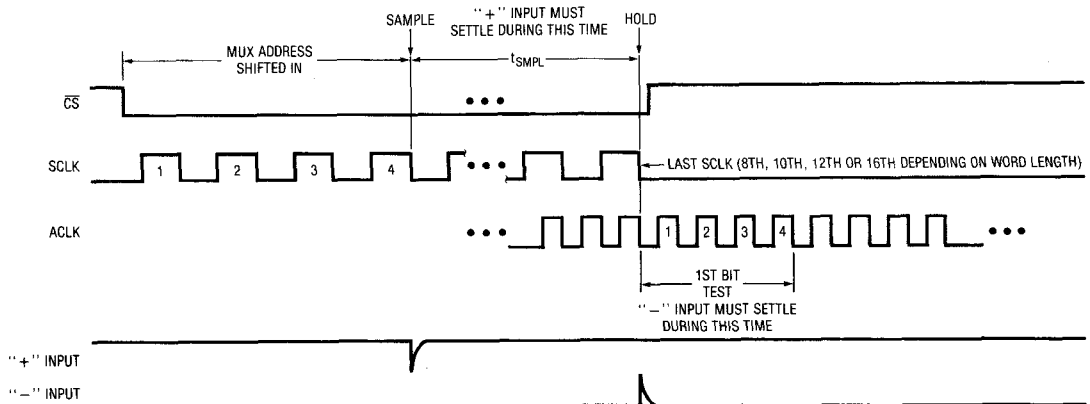 SAMPLE
"+" INPUT MUST
SETTLE DURING THIS TIME
HOLD
MUX ADDRESS
SHIFTED IN
tSMPL
CS
SCLK
1
2
3
4
LAST SCLK (8TH, 10TH, 12TH OR 16TH DEPENDING ON WORD LENGTH)
ACLK
1
2
3
4
1ST BIT
TEST
"−" INPUT MUST SETTLE
DURING THIS TIME
"+" INPUT
"−" INPUT